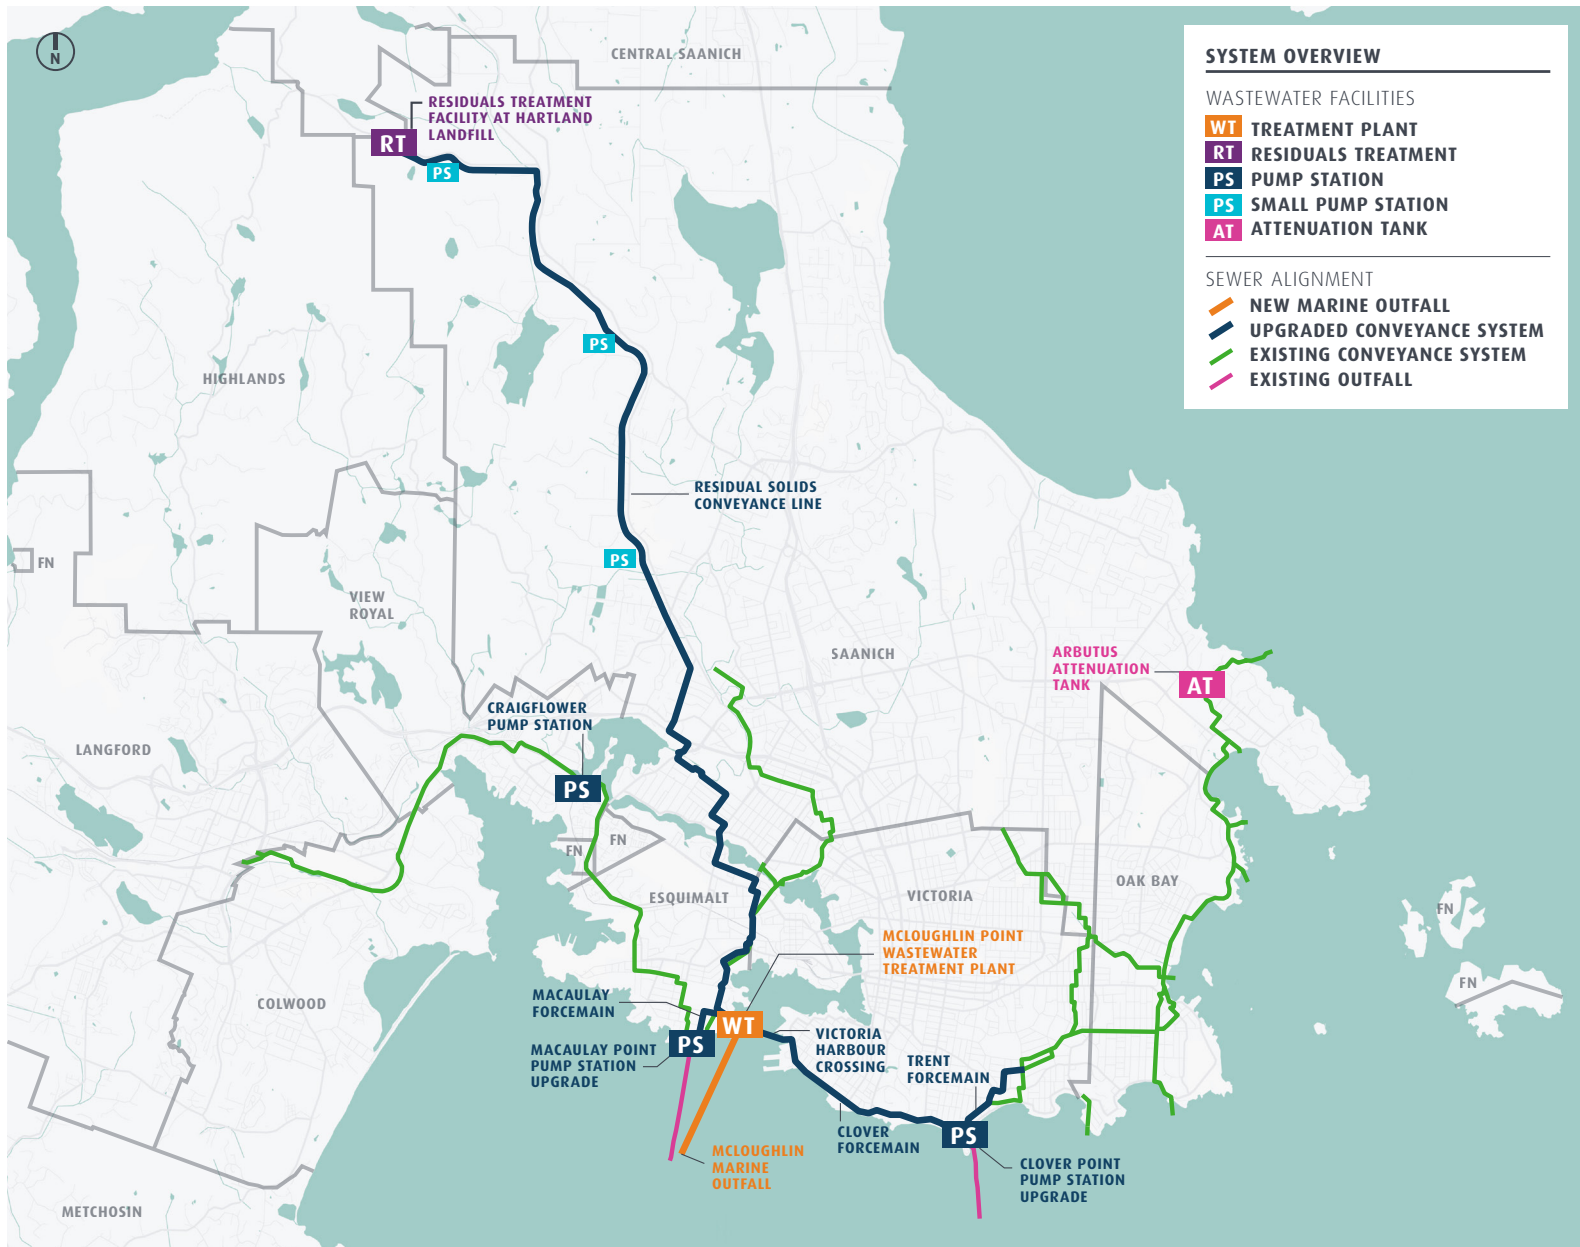 N
CENTRAL SAANICH
RESIDUALS TREATMENT
FACILITY AT HARTLAND
LANDFILL
RT
PS
PS
HIGHLANDS
RESIDUAL SOLIDS
CONVEYANCE LINE
PS
FN
VIEW
ROYAL
SAANICH
ARBUTUS
ATTENUATION
TANK
AT
CRAIGFLOWER
PUMP STATION
PS
LANGFORD
FN
FN
ESQUIMALT
VICTORIA
OAK BAY
FN
FN
MCLOUGHLIN POINT
WASTEWATER
TREATMENT PLANT
COLWOOD
MACAULAY
FORCEMAIN
WT
PS
MACAULAY POINT
PUMP STATION
UPGRADE
VICTORIA
HARBOUR
CROSSING
TRENT
FORCEMAIN
CLOVER
FORCEMAIN
PS
MCLOUGHLIN
MARINE
OUTFALL
CLOVER POINT
PUMP STATION
UPGRADE
METCHOSIN
SYSTEM OVERVIEW
WASTEWATER FACILITIES
WT TREATMENT PLANT
RT RESIDUALS TREATMENT
PS PUMP STATION
PS SMALL PUMP STATION
AT ATTENUATION TANK
SEWER ALIGNMENT
NEW MARINE OUTFALL
UPGRADED CONVEYANCE SYSTEM
EXISTING CONVEYANCE SYSTEM
EXISTING OUTFALL